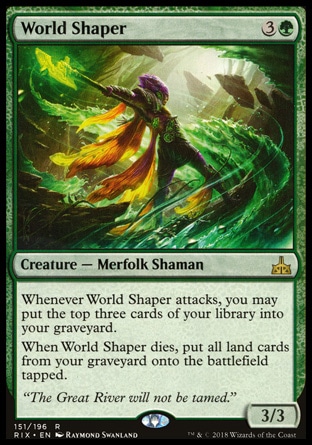 World Shaper 3
Creature — Merfolk Shaman
Whenever World Shaper attacks, you may
put the top three cards of your library into
your graveyard.
When World Shaper dies, put all land cards
from your graveyard onto the battlefield
tapped.
“The Great River will not be tamed.”
3/3
151/196 R
RIX • EN RAYMOND SWANLAND
™ & © 2018 Wizards of the Coast